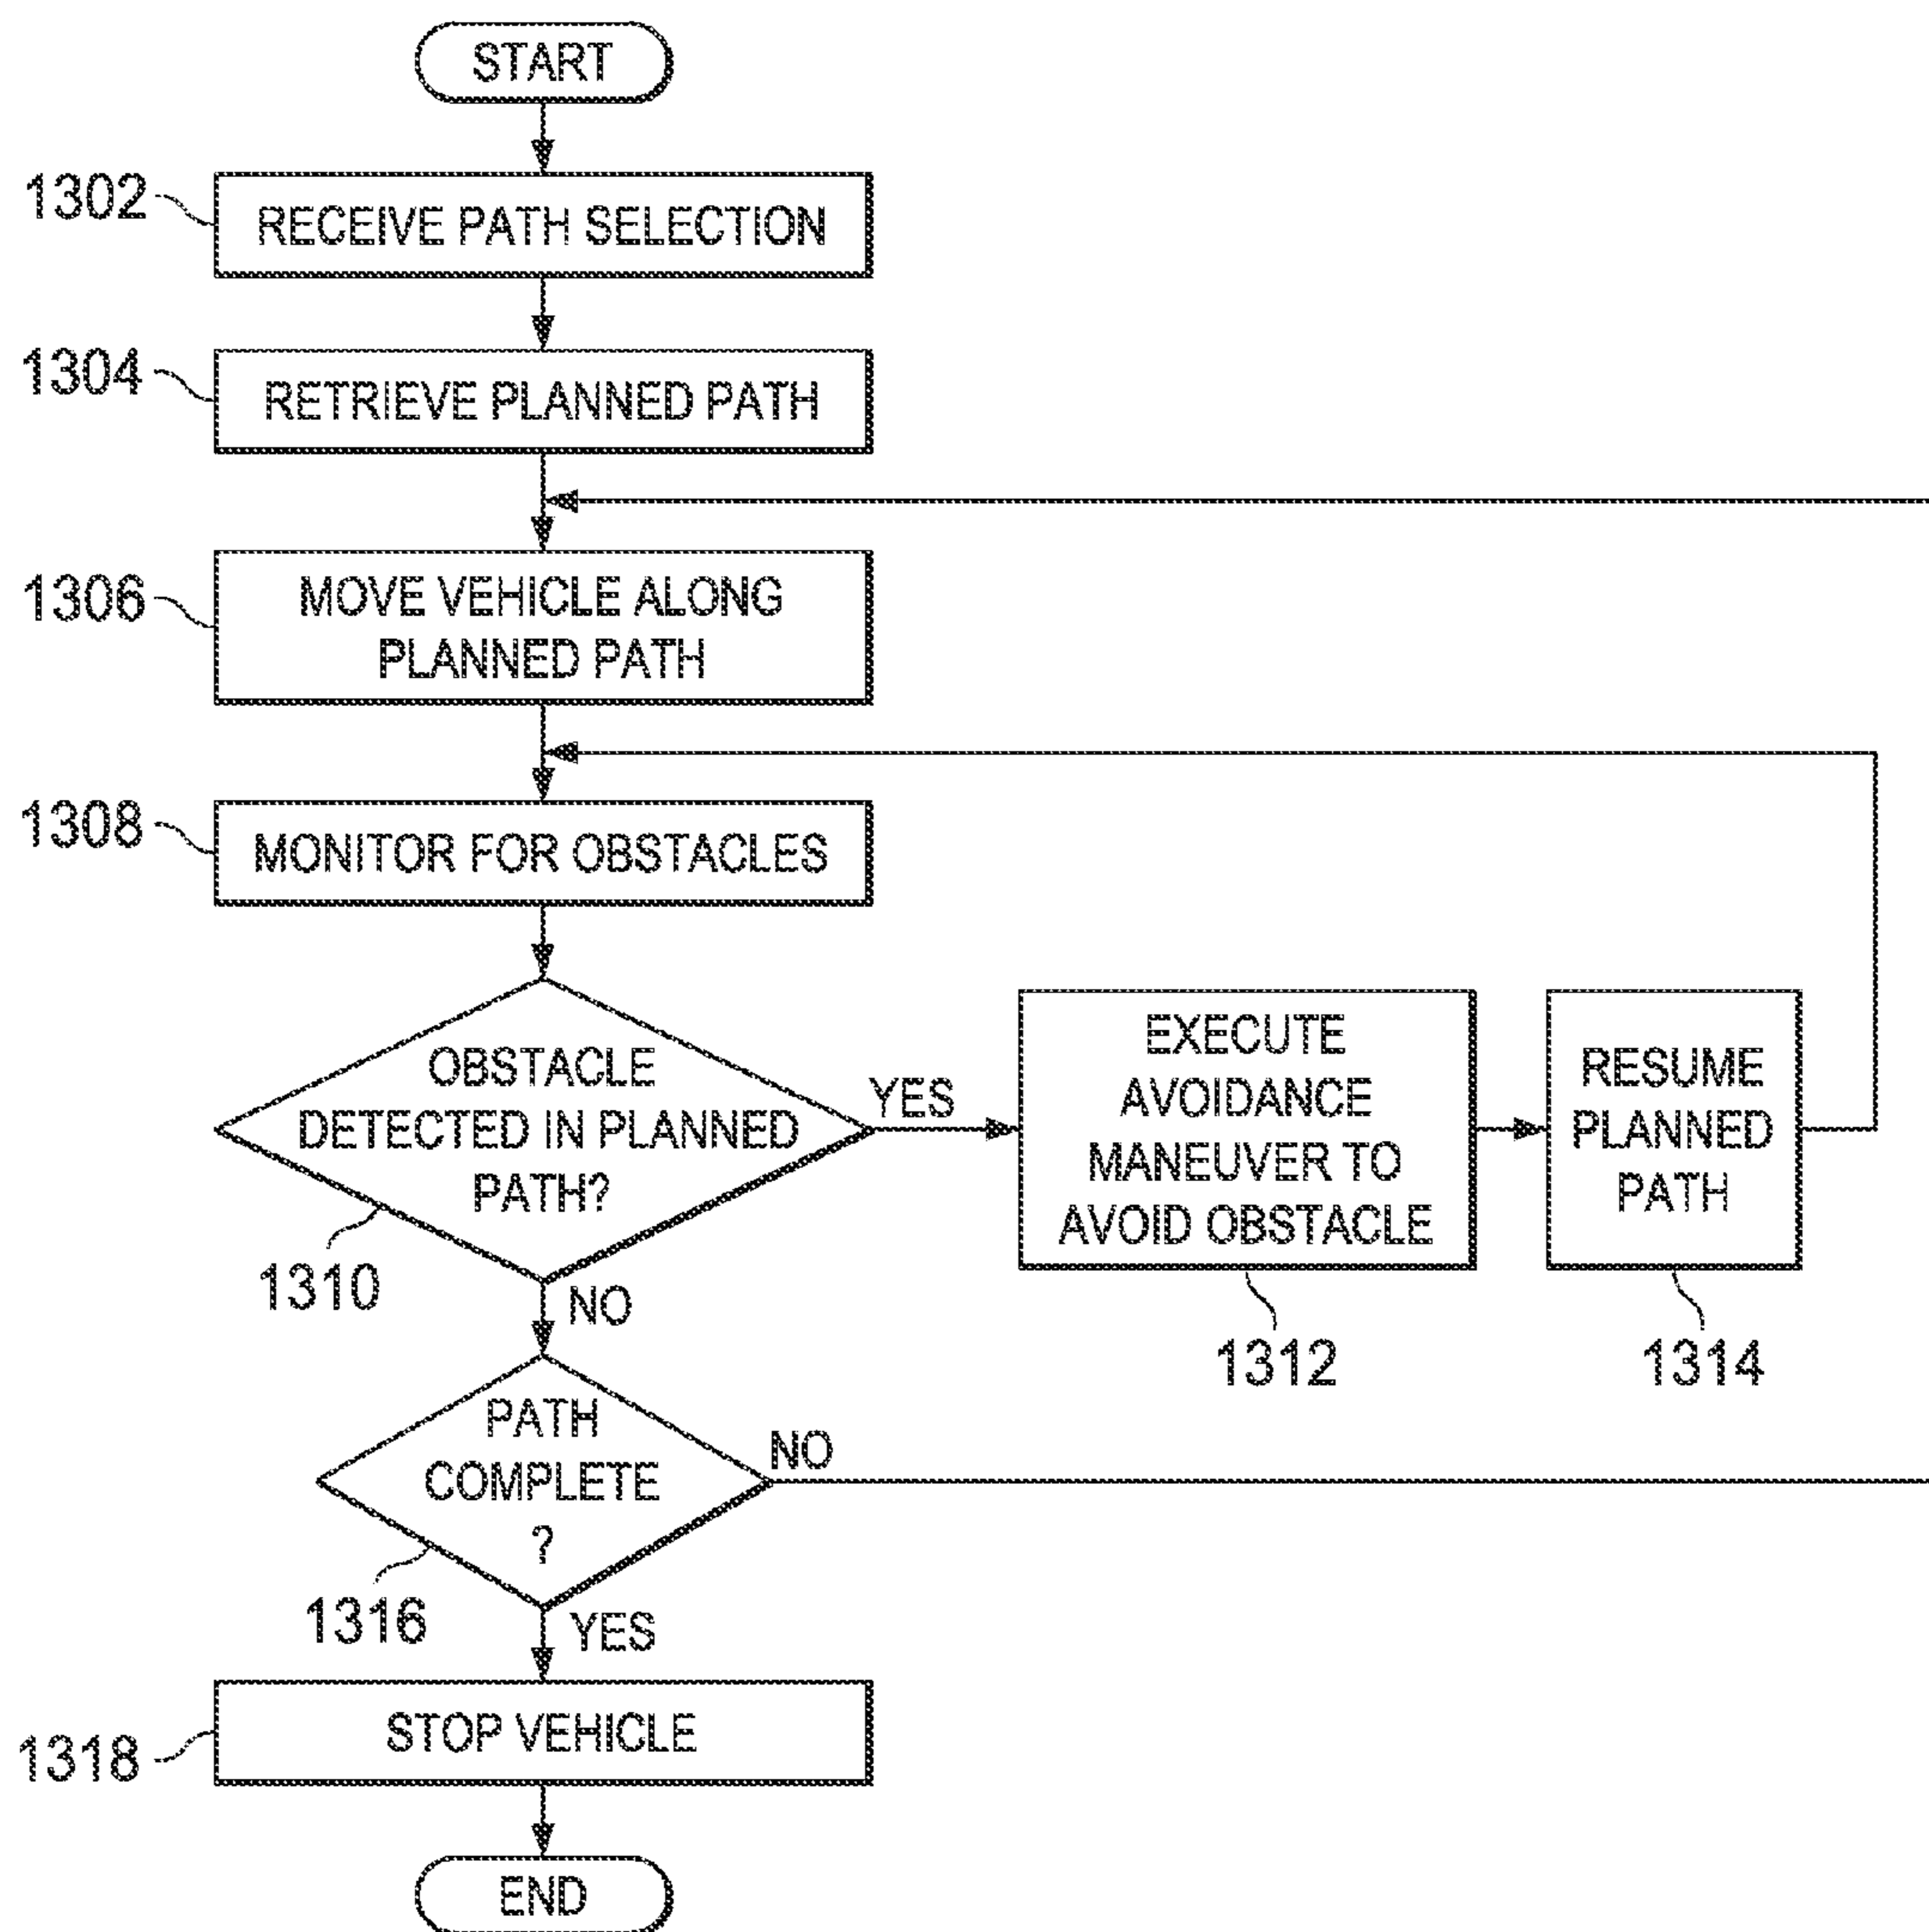 START
1302
RECEIVE PATH SELECTION
1304
RETRIEVE PLANNED PATH
1306
MOVE VEHICLE ALONG
PLANNED PATH
1308
MONITOR FOR OBSTACLES
OBSTACLE
DETECTED IN PLANNED
PATH?
1310
YES
EXECUTE
AVOIDANCE
MANEUVER TO
AVOID OBSTACLE
1312
RESUME
PLANNED
PATH
1314
NO
PATH
COMPLETE
?
1316
NO
YES
1318
STOP VEHICLE
END